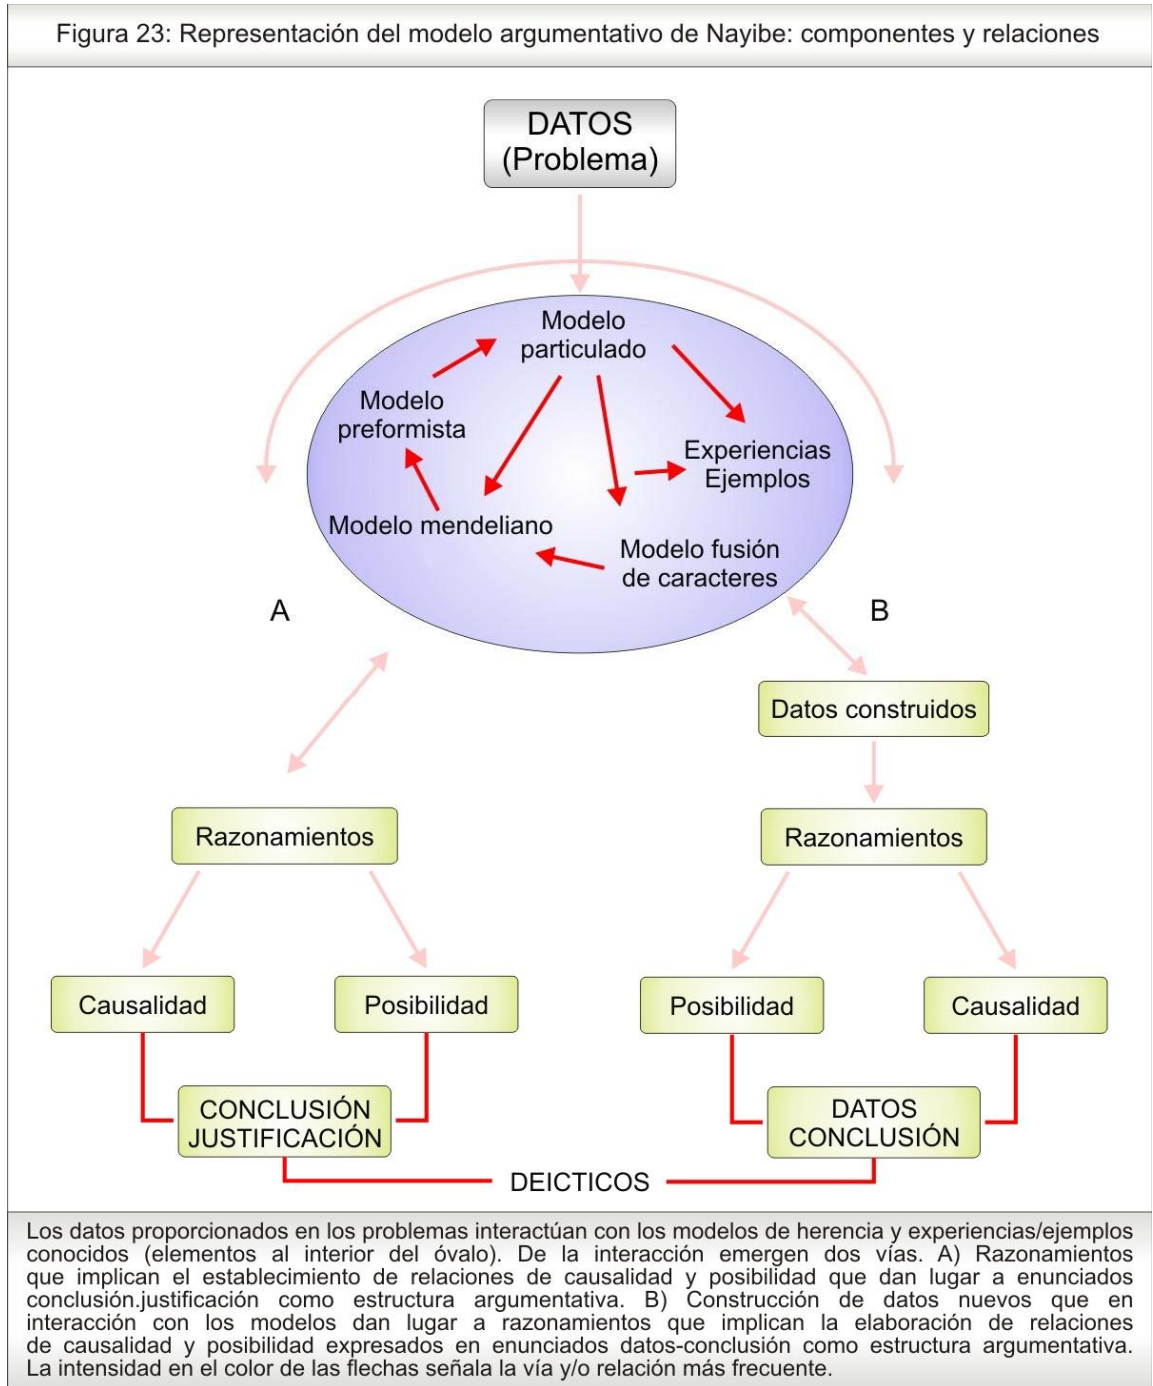 Figura 23: Representación del modelo argumentativo de Nayibe: componentes y relaciones
DATOS
(Problema)
Modelo
particulado
Modelo
preformista
Experiencias
Ejemplos
Modelo mendeliano
Modelo fusión
de caracteres
A
B
Datos construidos
Razonamientos
Razonamientos
Causalidad
Posibilidad
Posibilidad
Causalidad
CONCLUSIÓN
JUSTIFICACIÓN
DATOS
CONCLUSIÓN
DEICTICOS
Los datos proporcionados en los problemas interactúan con los modelos de herencia y experiencias/ejemplos
conocidos (elementos al interior del óvalo). De la interacción emergen dos vías. A) Razonamientos
que implican el establecimiento de relaciones de causalidad y posibilidad que dan lugar a enunciados
conclusión.justificación como estructura argumentativa. B) Construcción de datos nuevos que en
interacción con los modelos dan lugar a razonamientos que implican la elaboración de relaciones
de causalidad y posibilidad expresados en enunciados datos-conclusión como estructura argumentativa.
La intensidad en el color de las flechas señala la vía y/o relación más frecuente.